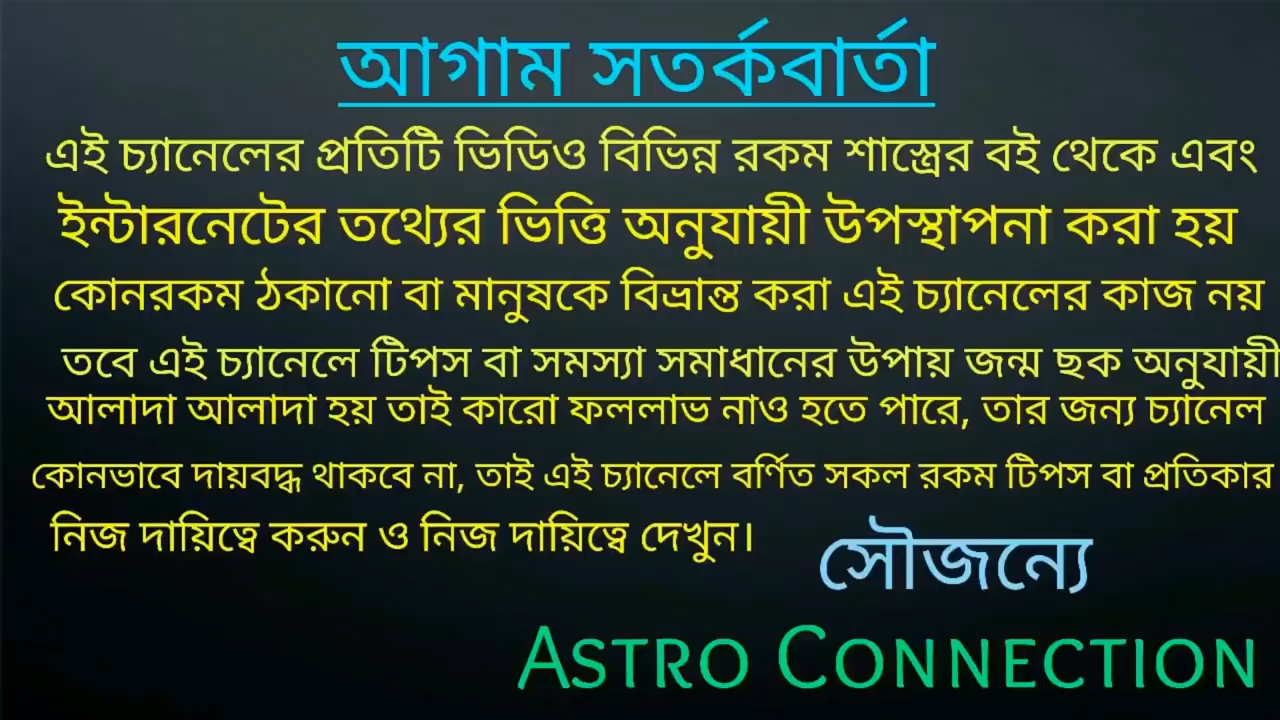 আগাম সতর্কবার্তা
এই চ্যানেলের প্রতিটি ভিডিও বিভিন্ন রকম শাস্ত্রের বই থেকে এবং
ইন্টারনেটের তথ্যের ভিত্তি অনুযায়ী উপস্থাপনা করা হয়
কোনরকম ঠকানো বা মানুষকে বিভ্রান্ত করা এই চ্যানেলের কাজ নয়
তবে এই চ্যানেলে টিপস বা সমস্যা সমাধানের উপায় জন্ম ছক অনুযায়ী
আলাদা আলাদা হয় তাই কারো ফললাভ নাও হতে পারে, তার জন্য চ্যানেল
কোনভাবে দায়বদ্ধ থাকবে না, তাই এই চ্যানেলে বর্ণিত সকল রকম টিপস বা প্রতিকার
নিজ দায়িত্বে করুন ও নিজ দায়িত্বে দেখুন।
সৌজন্যে
ASTRO CONNECTION